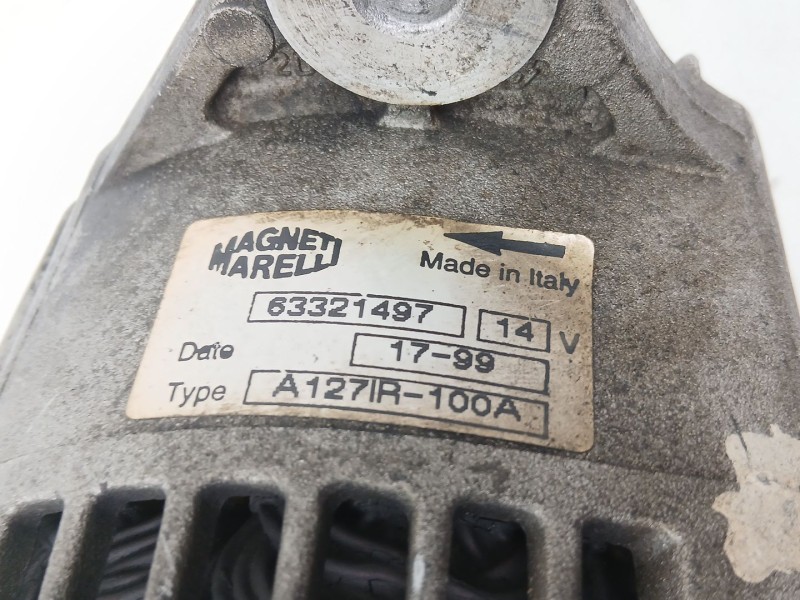 MAGNETI
MARELLI
Made in Italy
63321497 14 V
Date 17-99
Type A127IR-100A